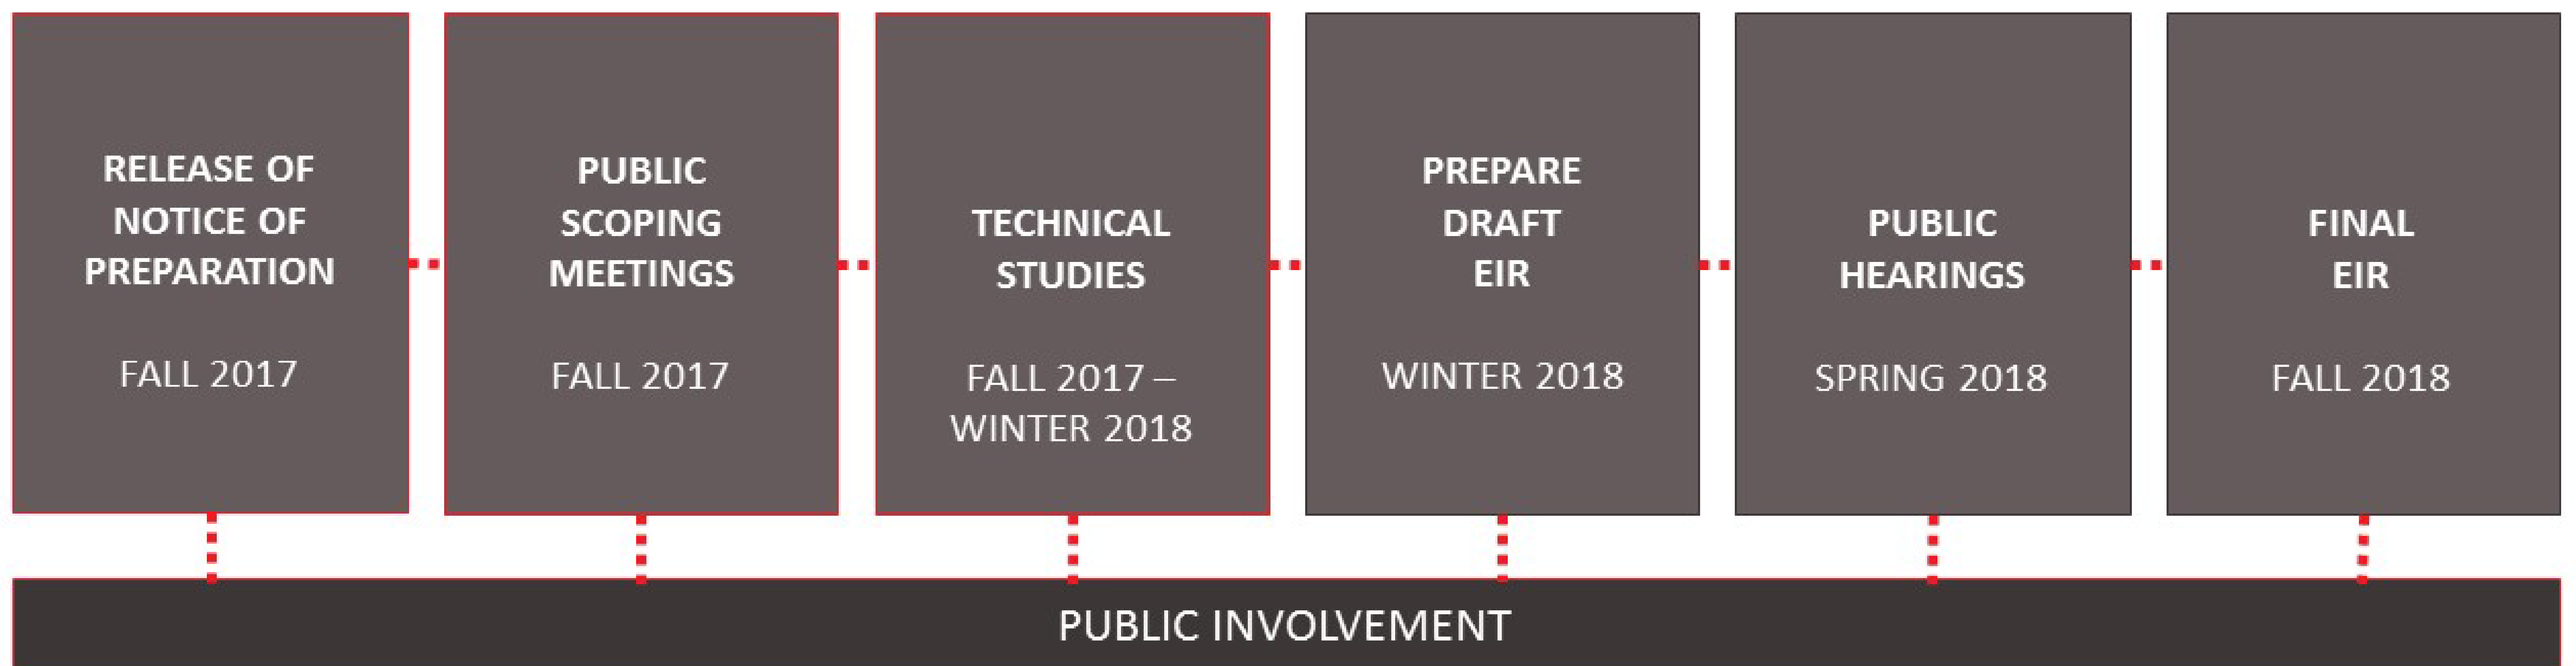 RELEASE OF
NOTICE OF
PREPARATION
FALL 2017
PUBLIC
SCOPING
MEETINGS
FALL 2017
TECHNICAL
STUDIES
FALL 2017 –
WINTER 2018
PREPARE
DRAFT
EIR
WINTER 2018
PUBLIC
HEARINGS
SPRING 2018
FINAL
EIR
FALL 2018
PUBLIC INVOLVEMENT